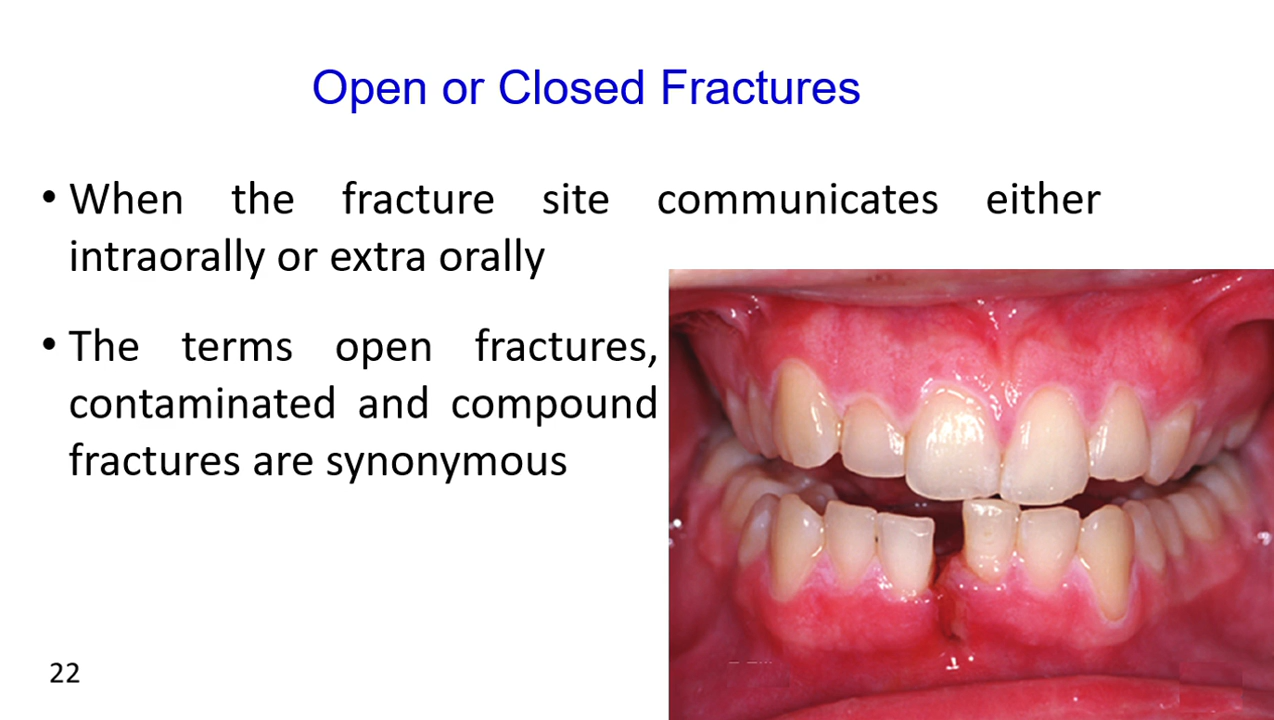 Open or Closed Fractures
• When the fracture site communicates either
intraorally or extra orally
• The terms open fractures,
contaminated and compound
fractures are synonymous
22